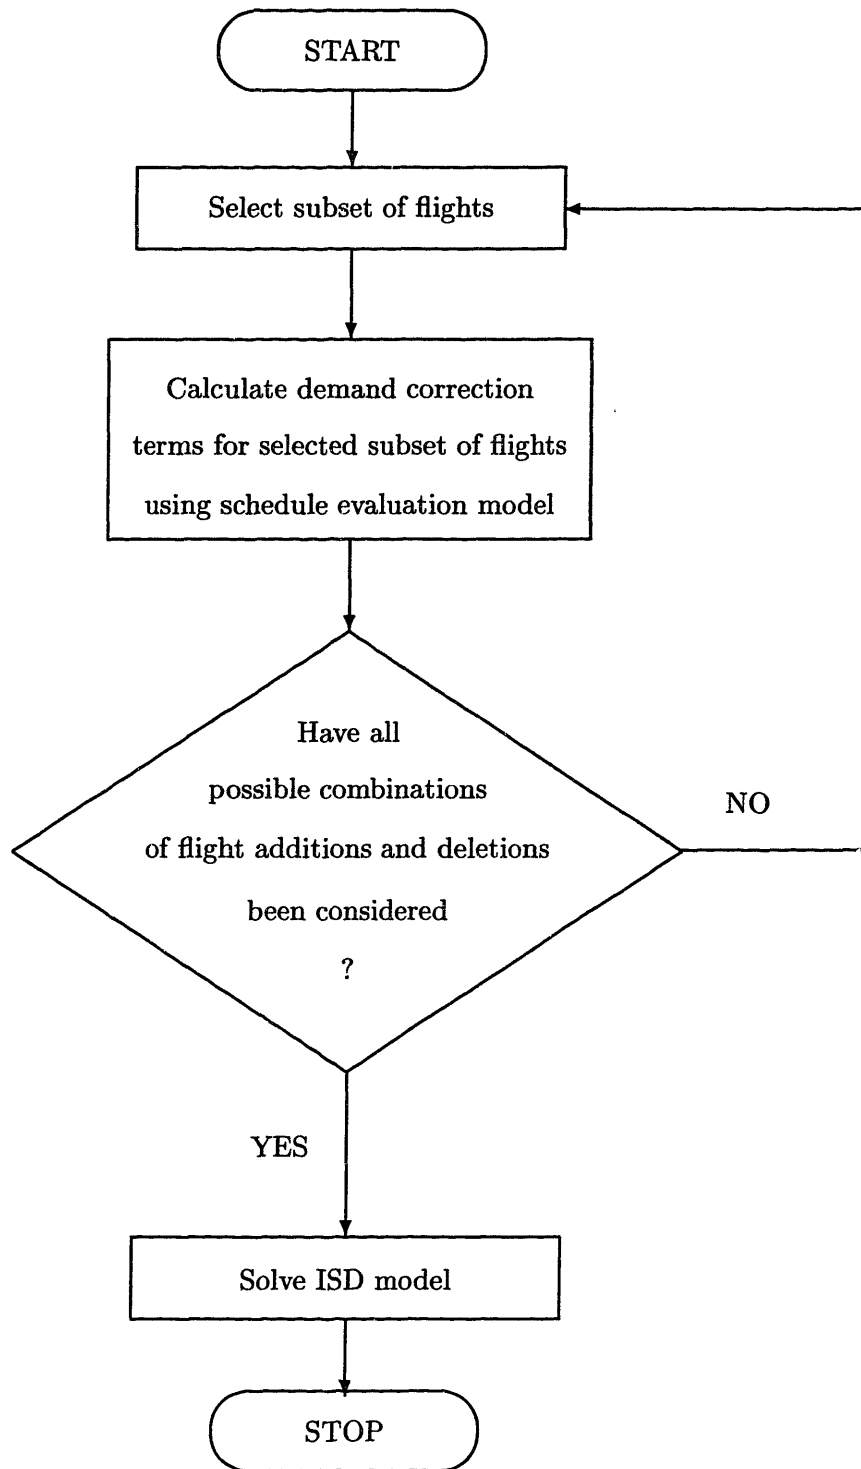 START
Select subset of flights
Calculate demand correction
terms for selected subset of flights
using schedule evaluation model
Have all
possible combinations
of flight additions and deletions
been considered
?
NO
YES
Solve ISD model
STOP